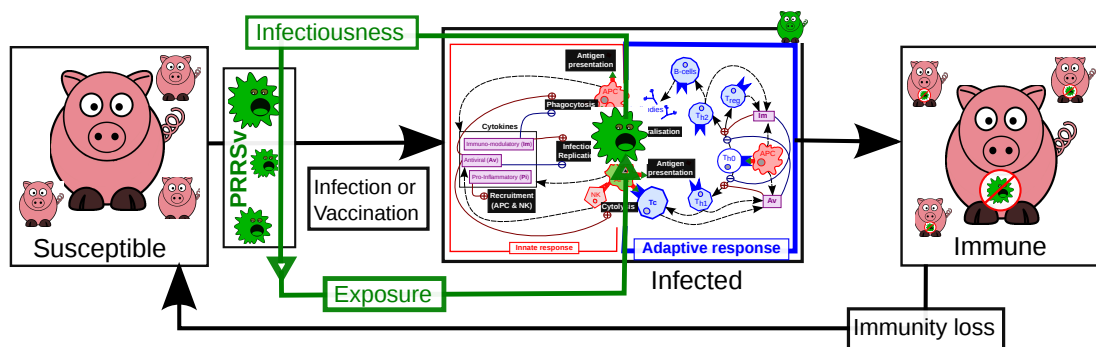 Infectiousness
Susceptible
PRRSv
Infection or
Vaccination
Exposure
Antigen
presentation
APC
Phagocytosis
Cytokines
Immuno-modulatory (Im)
Antiviral (Av)
Pro-Inflammatory (Pi)
Infection
Replication
Recruitment
(APC & NK)
NK
Cytolysis
Innate response
B-cells
Treg
Th2
Im
Th0
APC
Antigen
presentation
Tc
Th1
Av
Adaptive response
Infected
Immune
Immunity loss